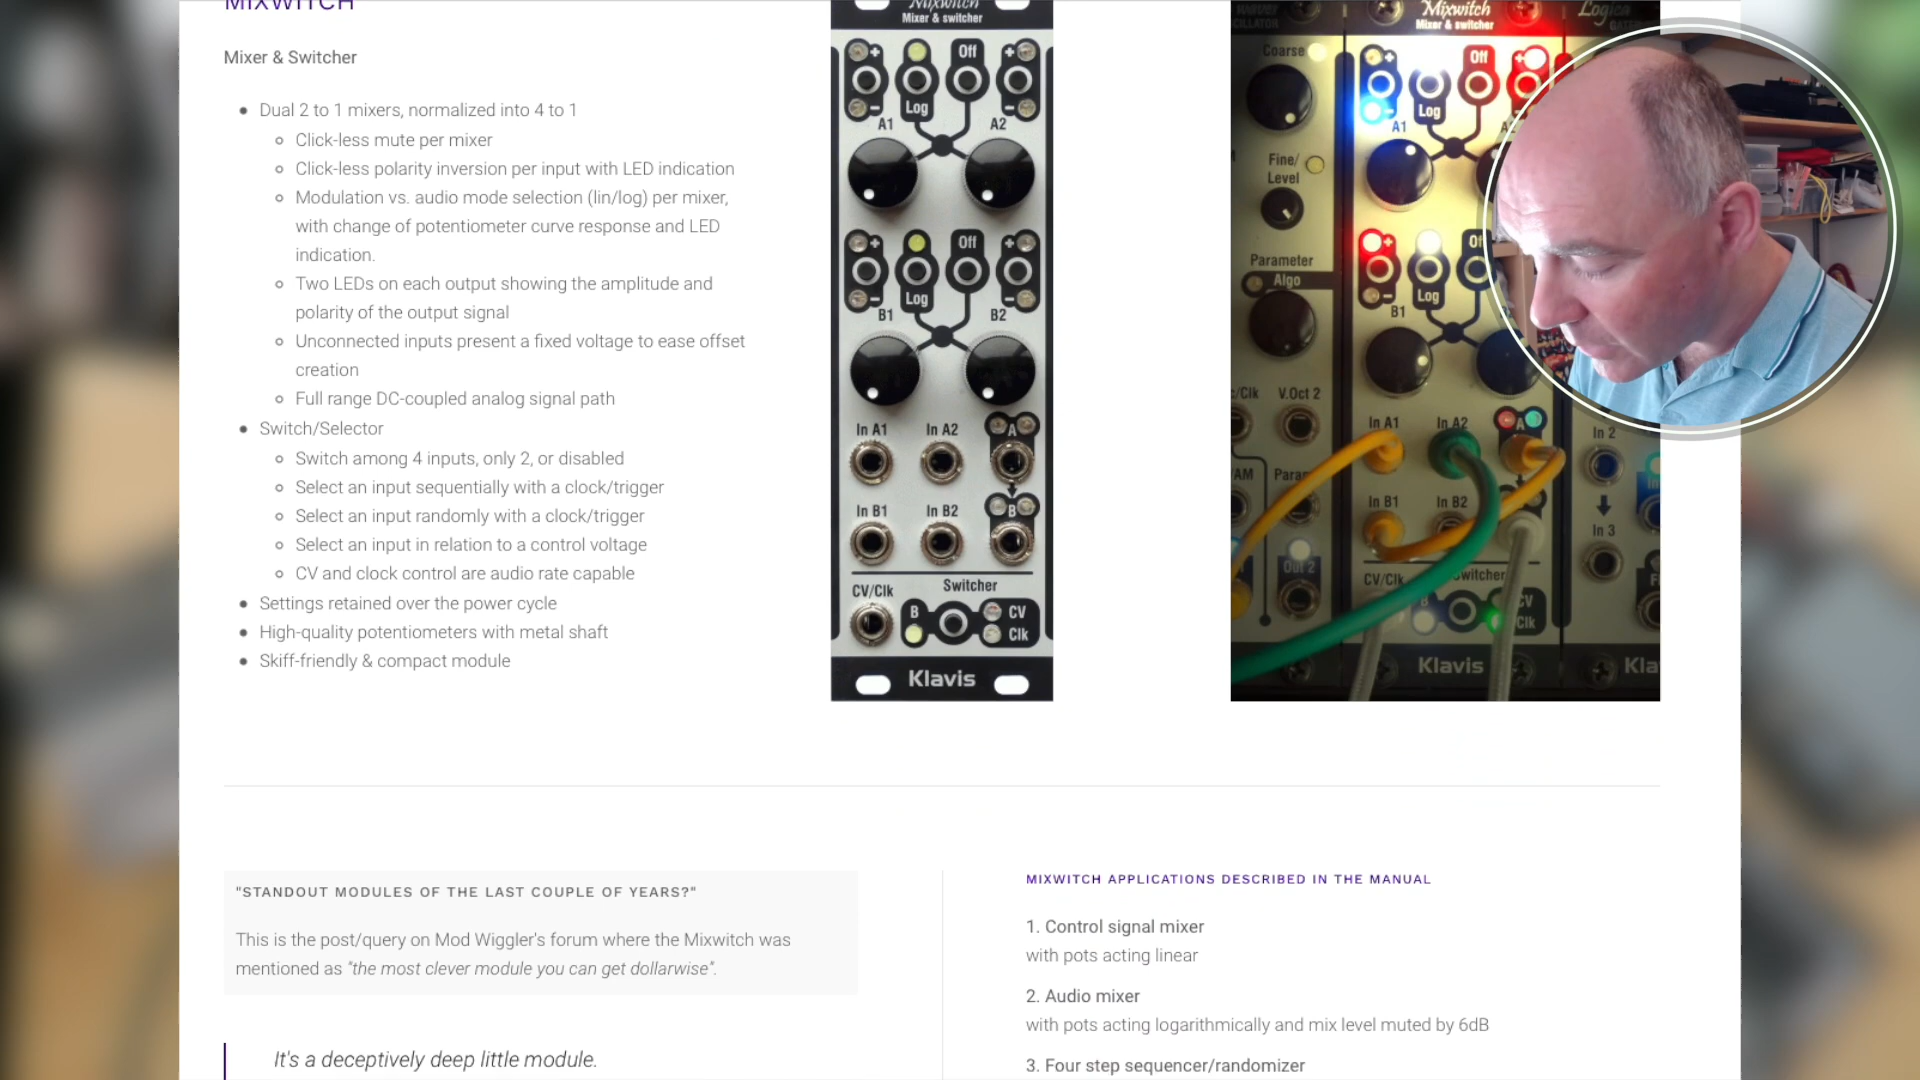 MIXWITCH
Mixer & Switcher
Dual 2 to 1 mixers, normalized into 4 to 1
Click-less mute per mixer
Click-less polarity inversion per input with LED indication
Modulation vs. audio mode selection (lin/log) per mixer,
with change of potentiometer curve response and LED
indication.
Two LEDs on each output showing the amplitude and
polarity of the output signal
Unconnected inputs present a fixed voltage to ease offset
creation
Full range DC-coupled analog signal path
Switch/Selector
Switch among 4 inputs, only 2, or disabled
Select an input sequentially with a clock/trigger
Select an input randomly with a clock/trigger
Select an input in relation to a control voltage
CV and clock control are audio rate capable
Settings retained over the power cycle
High-quality potentiometers with metal shaft
Skiff-friendly & compact module
Mixwitch
Mixer & switcher
+ Off +
- Log -
A1 A2
+ Off +
- Log -
B1 B2
In A1 In A2 A
In B1 In B2 B
Switcher
CV/Clk B CV
Clk
Klavis
Mixwitch Logica
Mixer & switcher
Coarse + Off +
- Log
A1
Fine/
Level
+
Parameter
Algo
- Log
B1
/Clk V.Oct 2
In A1 In A2 A In 2
/AM
In B1 In B2 In 3
Out 2
CV/Clk Switcher
B CV
Clk
Klavis Kla
"STANDOUT MODULES OF THE LAST COUPLE OF YEARS?"
This is the post/query on Mod Wiggler's forum where the Mixwitch was
mentioned as "the most clever module you can get dollarwise".
It's a deceptively deep little module.
MIXWITCH APPLICATIONS DESCRIBED IN THE MANUAL
1. Control signal mixer
with pots acting linear
2. Audio mixer
with pots acting logarithmically and mix level muted by 6dB
3. Four step sequencer/randomizer